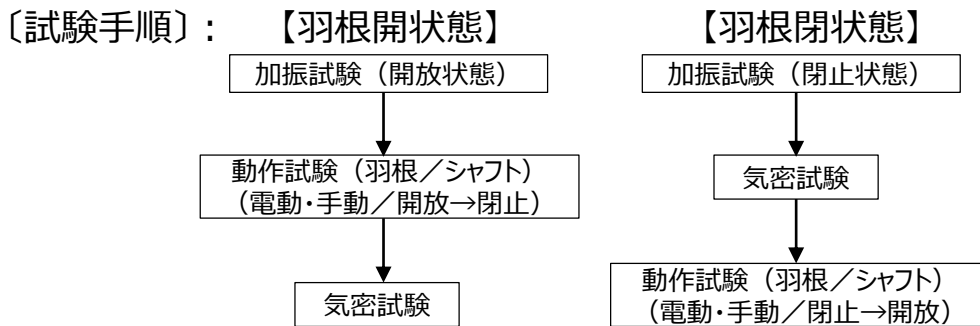 〔試験手順〕: 【羽根開状態】 【羽根閉状態】
加振試験（開放状態）
動作試験（羽根／シャフト）
（電動・手動／開放→閉止）
気密試験
加振試験（閉止状態）
気密試験
動作試験（羽根／シャフト）
（電動・手動／閉止→開放）